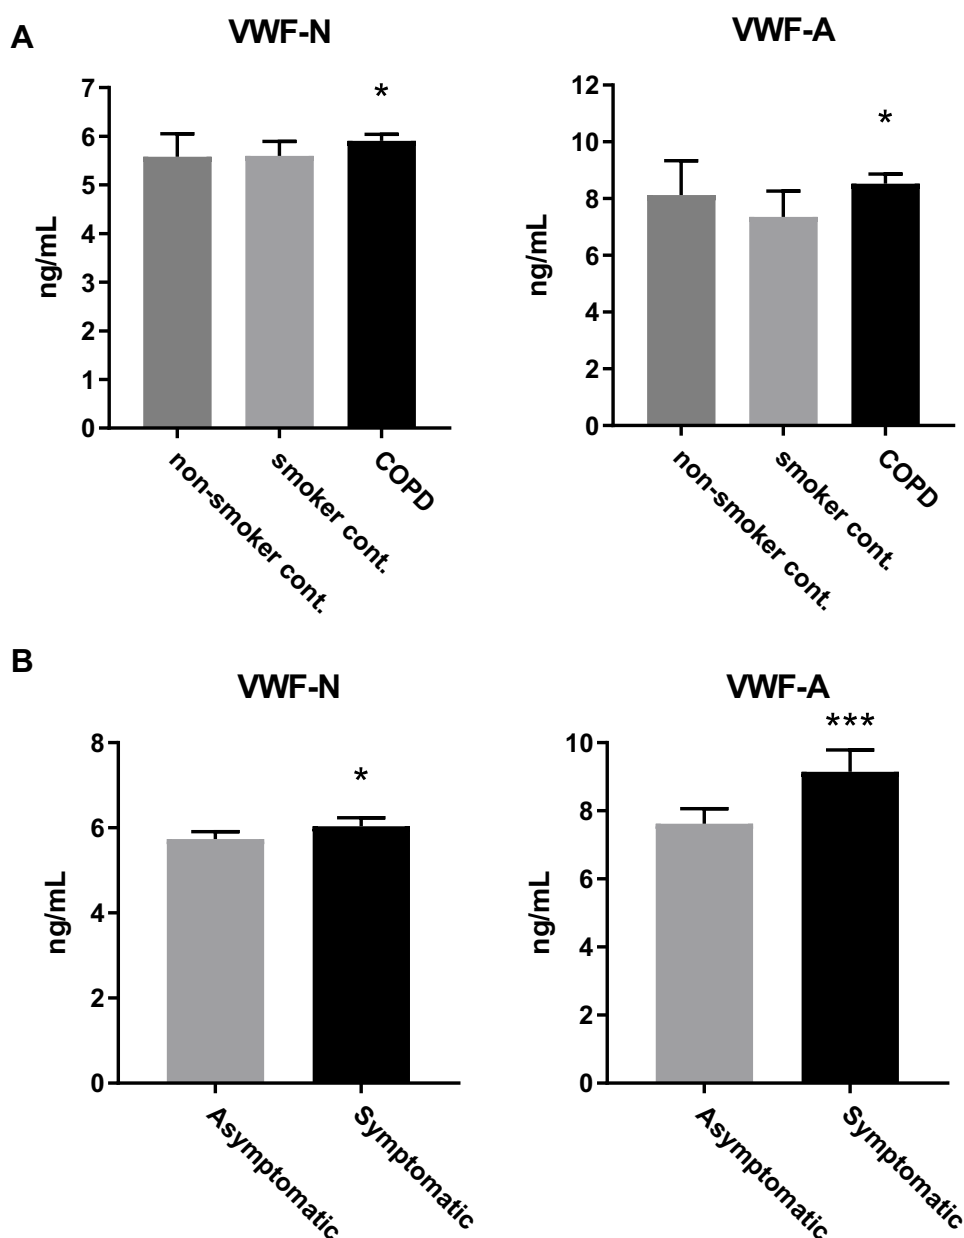 A
VWF-N
7
6
5
4
3
2
1
0
ng/mL
*
non-smoker cont.
smoker cont.
COPD
VWF-A
12
10
8
6
4
2
0
ng/mL
*
non-smoker cont.
smoker cont.
COPD
B
VWF-N
8
6
4
2
0
ng/mL
*
Asymptomatic
Symptomatic
VWF-A
10
8
6
4
2
0
ng/mL
***
Asymptomatic
Symptomatic